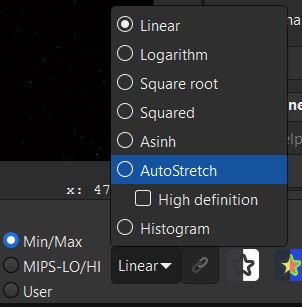 Linear
Logarithm
Square root
Squared
Asinh
AutoStretch
High definition
Histogram
x: 47
Min/Max
MIPS-LO/HI
User
Linear